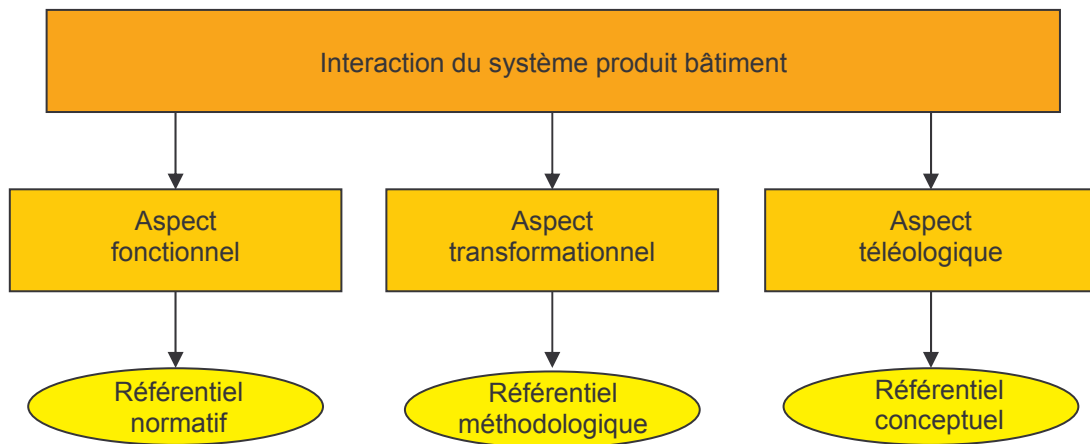 Interaction du système produit bâtiment
Aspect
fonctionnel
Aspect
transformationnel
Aspect
téléologique
Référentiel
normatif
Référentiel
méthodologique
Référentiel
conceptuel